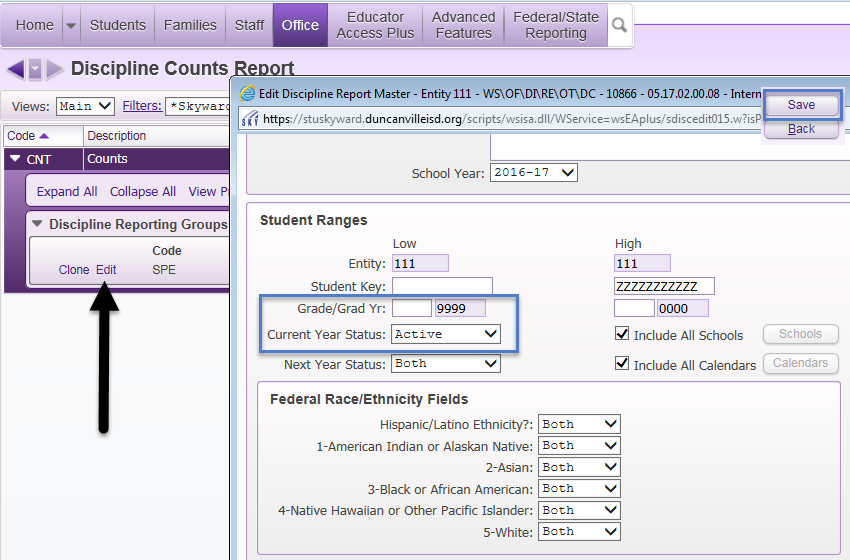 Home Students Families Staff Office Educator Access Plus Advanced Features Federal/State Reporting
Discipline Counts Report
Views: Main Filters: *Skyward
Code Description
CNT Counts
Expand All Collapse All View
Discipline Reporting Groups
Code
Clone Edit SPE
Edit Discipline Report Master - Entity 111 - WS\OF\DI\RE\OT\DC - 10866 - 05.17.02.00.08 - Intern
https://stuskyward.duncanvilleisd.org/scripts/wsisa.dll/WService=wsEAplus/sdiscedit015.w?isP
Save
Back
School Year: 2016-17
Student Ranges
Low High
Entity: 111 111
Student Key: ZZZZZZZZZZZ
Grade/Grad Yr: 9999 0000
Current Year Status: Active Include All Schools Schools
Next Year Status: Both Include All Calendars Calendars
Federal Race/Ethnicity Fields
Hispanic/Latino Ethnicity?: Both
1-American Indian or Alaskan Native: Both
2-Asian: Both
3-Black or African American: Both
4-Native Hawaiian or Other Pacific Islander: Both
5-White: Both